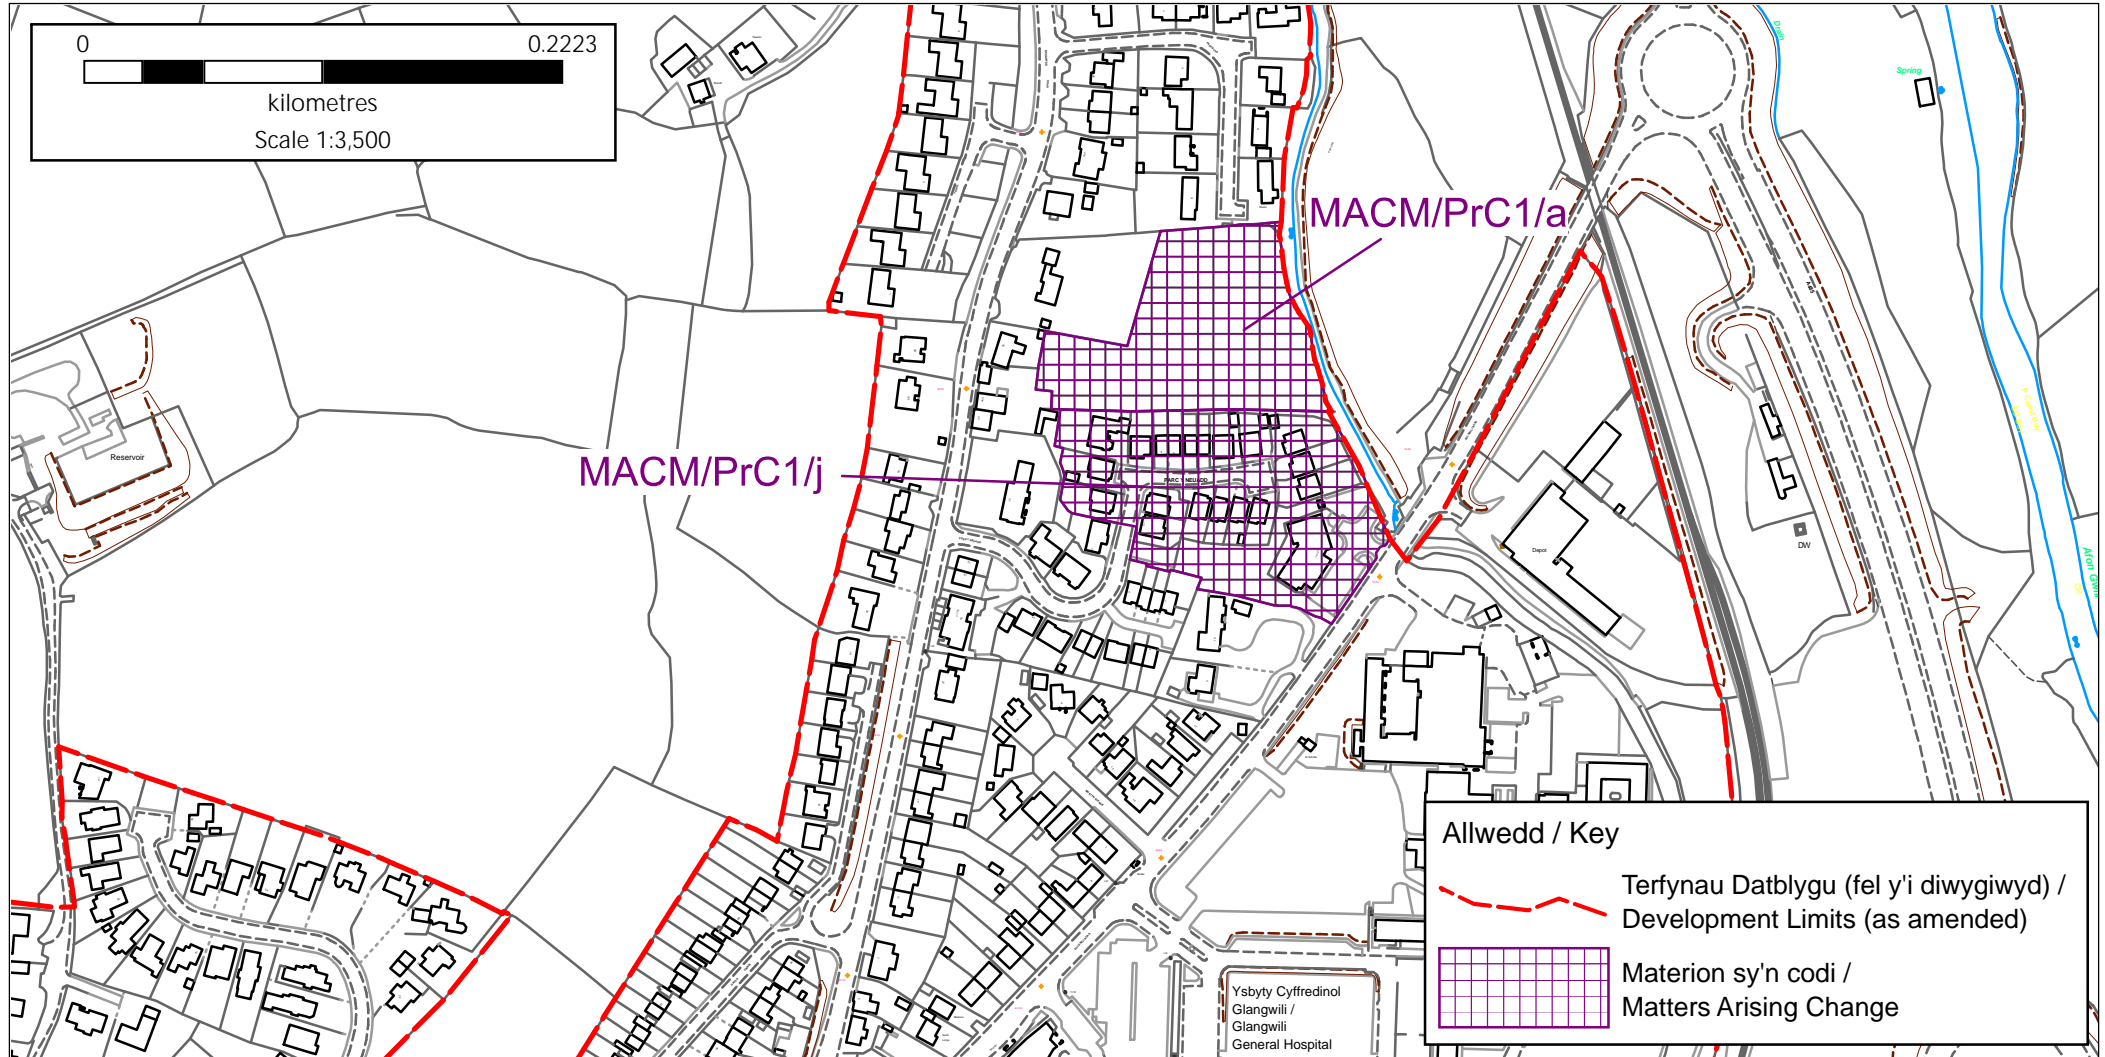 0 0.2223
kilometres
Scale 1:3,500
Drain
Spring
MACM/PrC1/a
Reservoir
MACM/PrC1/j
Depot
DW
Ysbyty Cyffredinol
Glangwili /
Glangwili
General Hospital
Allwedd / Key
Terfynau Datblygu (fel y'i diwygiwyd) /
Development Limits (as amended)
Materion sy'n codi /
Matters Arising Change